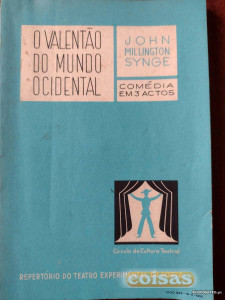 O VALENTÃO
DO MUNDO
OCIDENTAL
JOHN
MILLINGTON
SYNGE
COMÉDIA
EM 3 ACTOS
Círculo de Cultura Teatral
REPERTÓRIO DO TEATRO
coisas